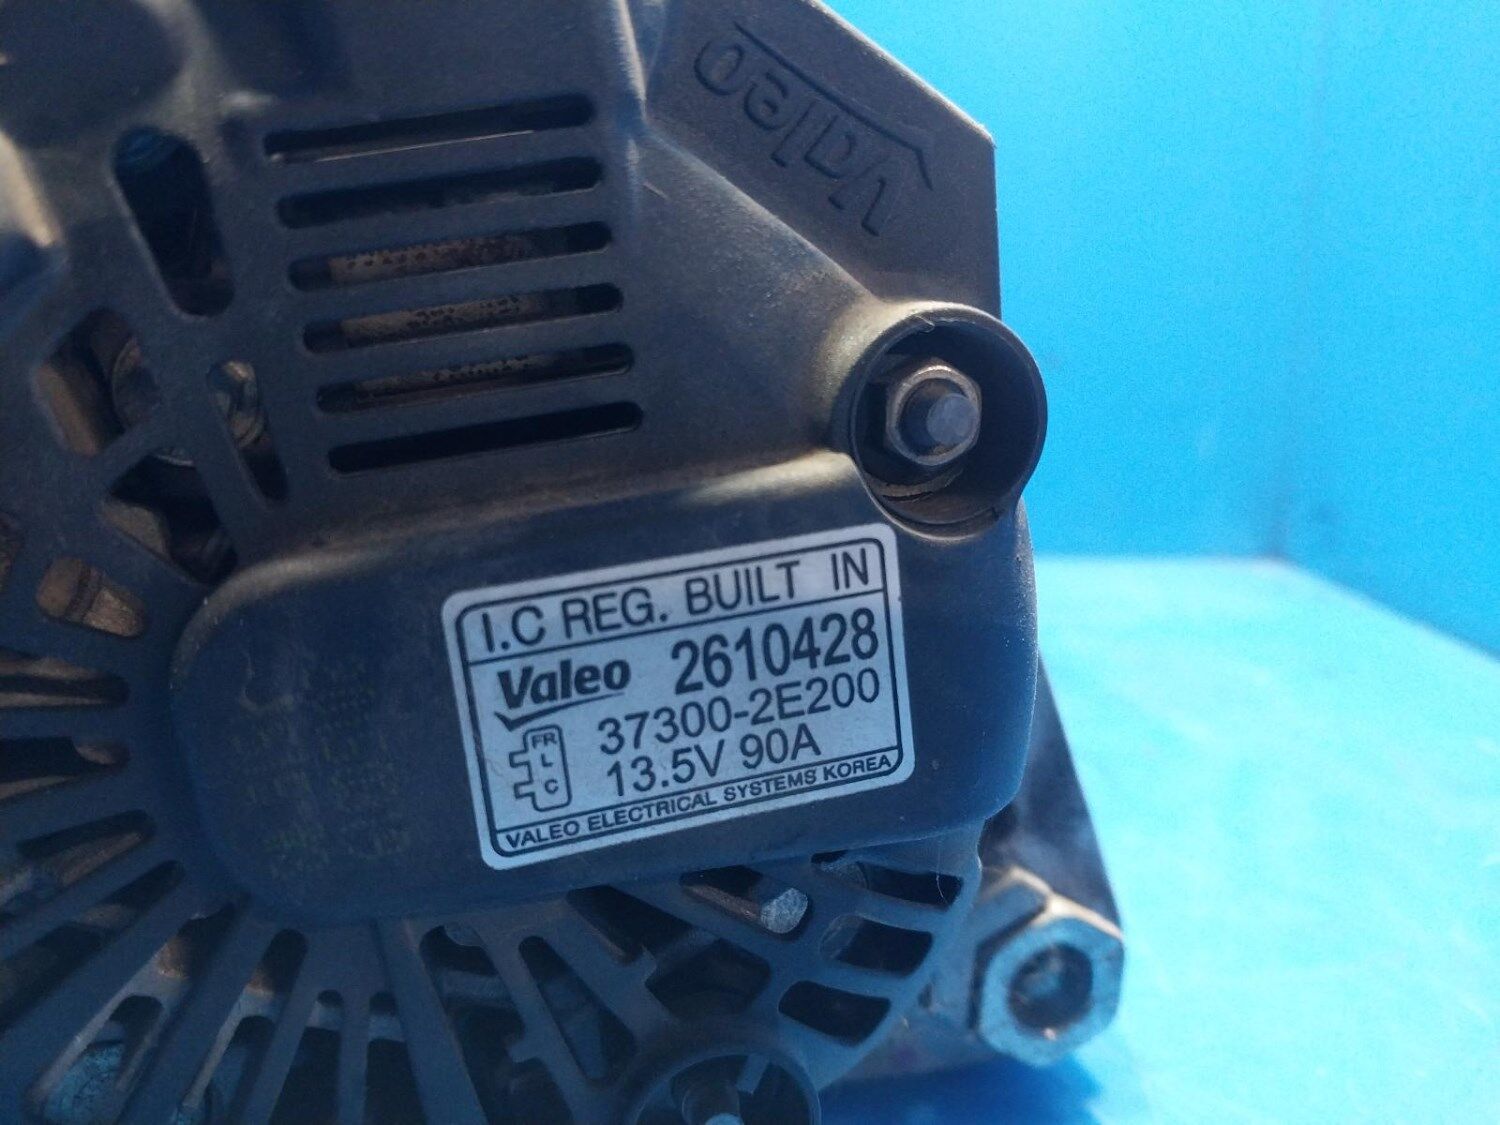 Valeo
I.C REG. BUILT IN
Valeo 2610428
37300-2E200
FR
L
C
13.5V 90A
VALEO ELECTRICAL SYSTEMS KOREA